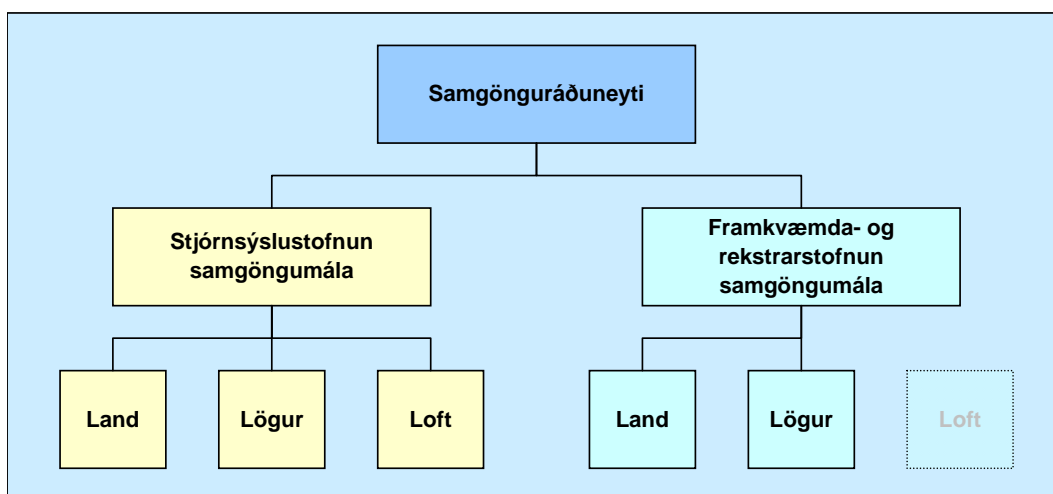 Samgönguráðuneyti
Stjórnsýslustofnun
samgöngumála
Framkvæmda- og
rekstrarstofnun
samgöngumála
Land
Lögur
Loft
Land
Lögur
Loft